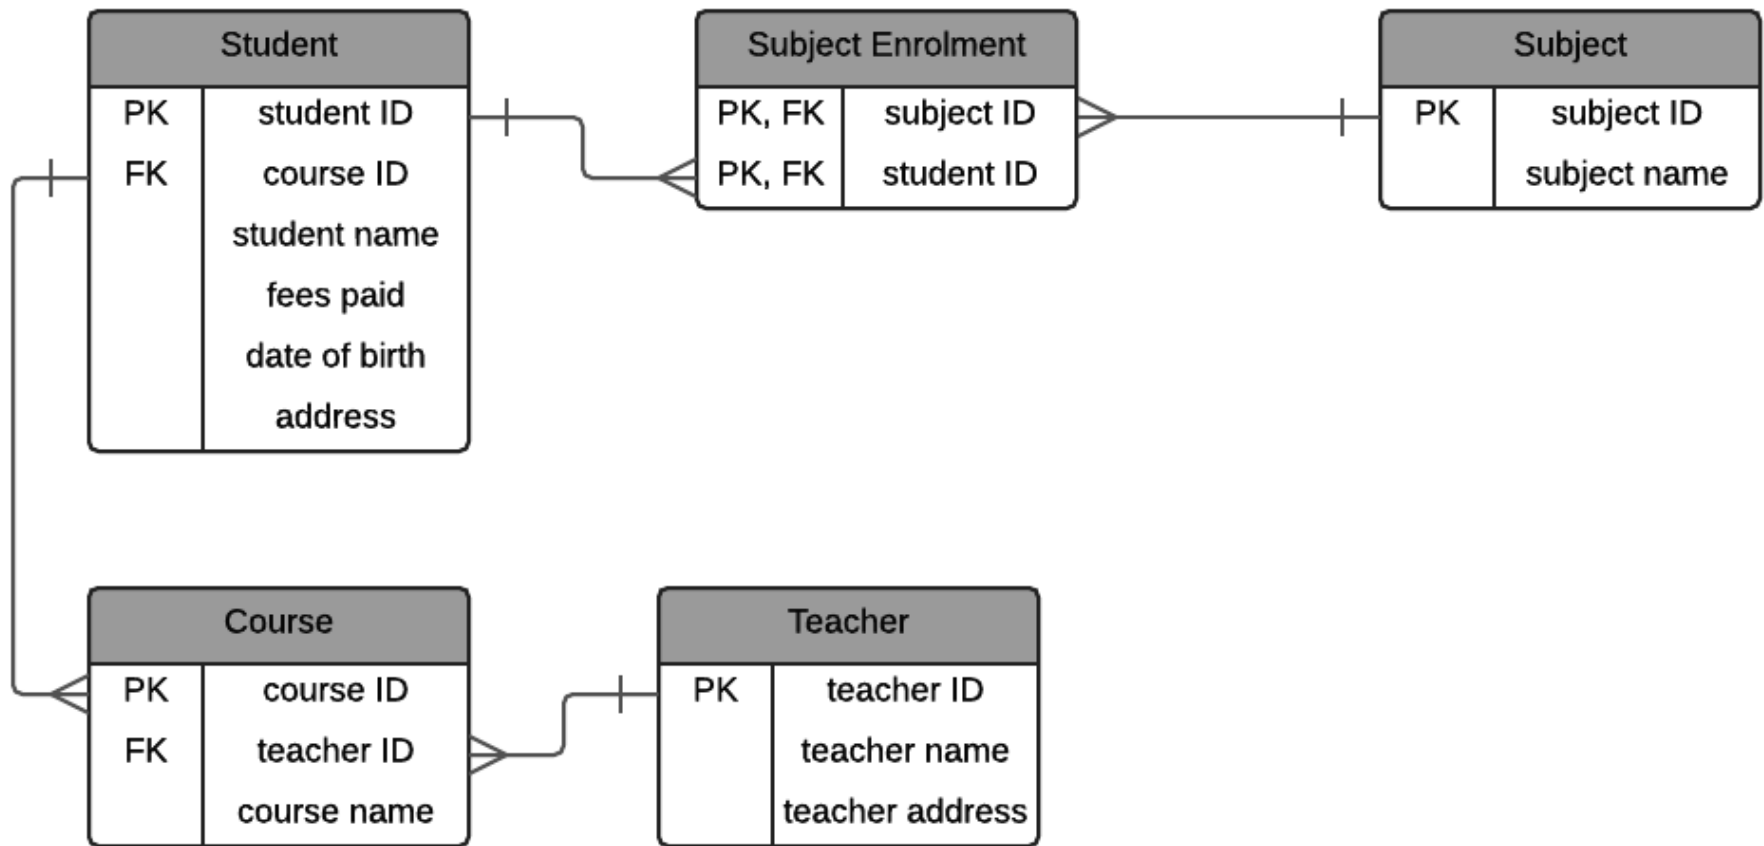 Student
PK student ID
FK course ID
student name
fees paid
date of birth
address
Subject Enrolment
PK, FK subject ID
PK, FK student ID
Subject
PK subject ID
subject name
Course
PK course ID
FK teacher ID
course name
Teacher
PK teacher ID
teacher name
teacher address